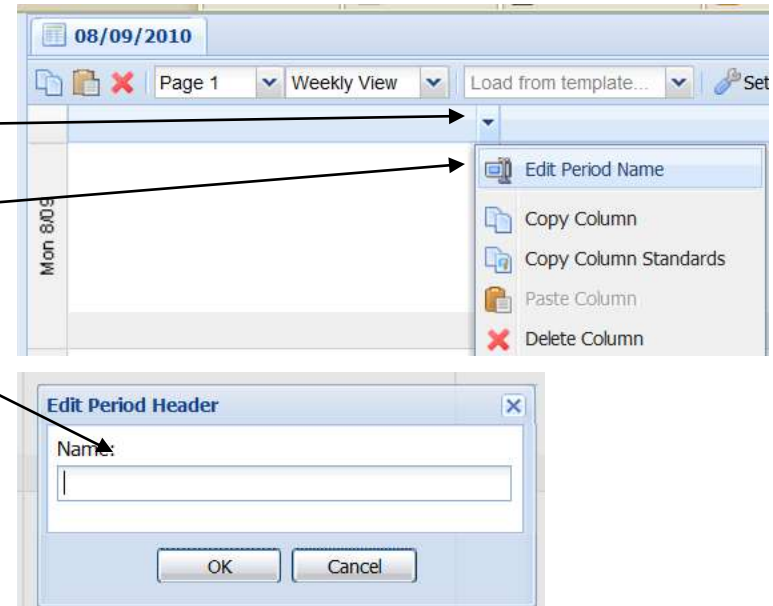 08/09/2010
Page 1 Weekly View Load from template... Set
Edit Period Name
Mon 8/09
Copy Column
Copy Column Standards
Paste Column
Delete Column
Edit Period Header
Name:
OK Cancel